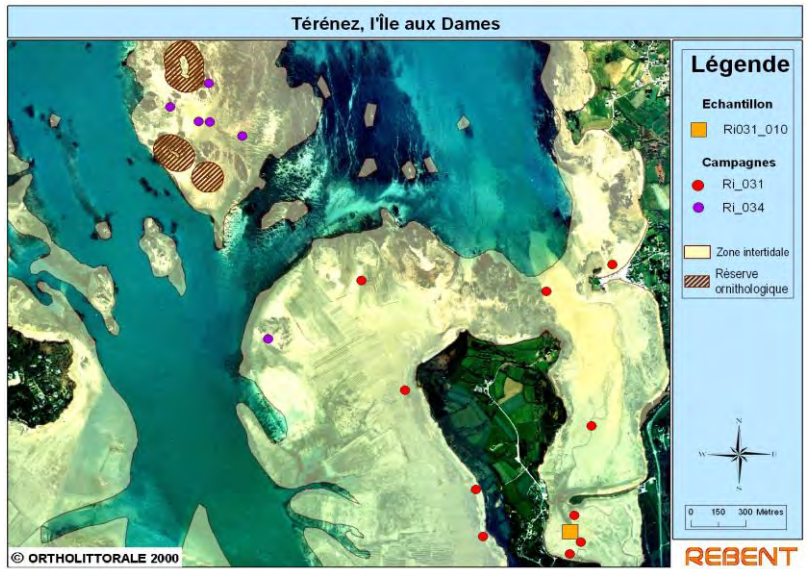 Térénez, l'Île aux Dames
Légende
Echantillon
Ri031_010
Campagnes
Ri_031
Ri_034
Zone intertidale
Réserve
ornithologique
N
W E
S
0 150 300 Mètres
© ORTHOLITTORALE 2000
REBENT